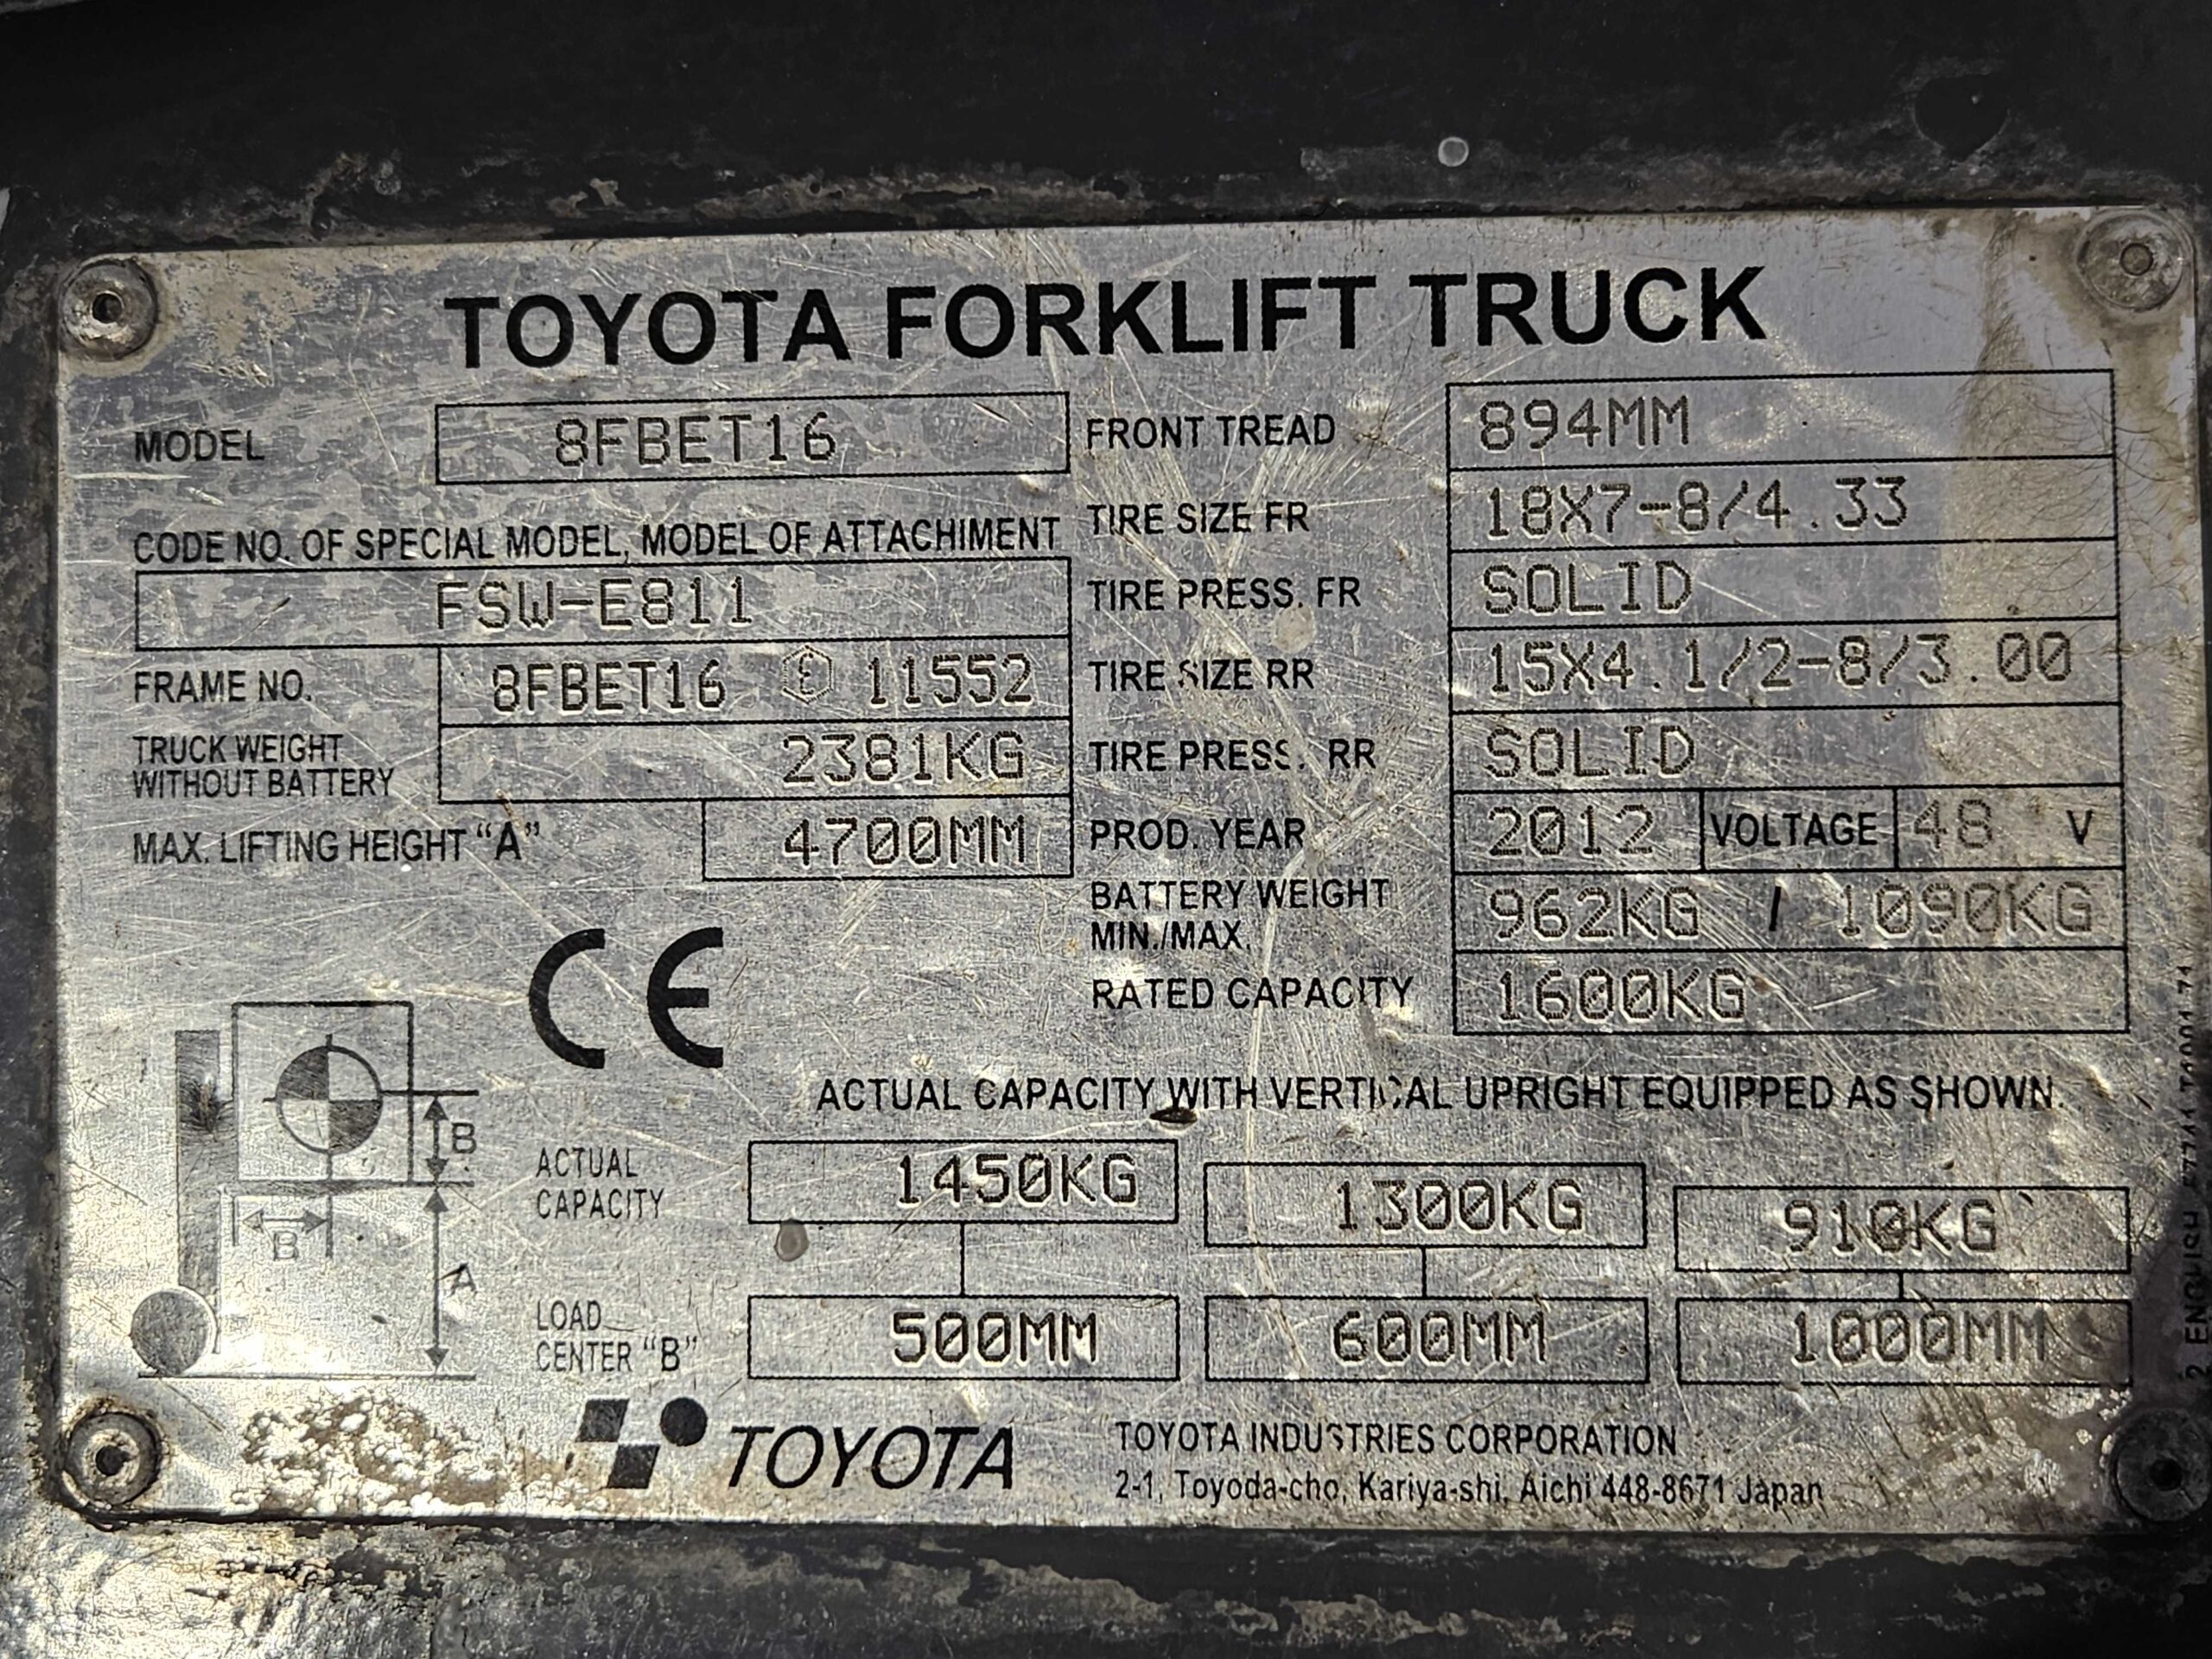 TOYOTA FORKLIFT TRUCK
MODEL 8FBET16
CODE NO. OF SPECIAL MODEL, MODEL OF ATTACHIMENT
FSW-E811
FRAME NO. 8FBET16 E 11552
TRUCK WEIGHT
WITHOUT BATTERY 2381KG
MAX. LIFTING HEIGHT “A” 4700MM
FRONT TREAD 894MM
TIRE SIZE FR 18X7-8/4.33
TIRE PRESS. FR SOLID
TIRE SIZE RR 15X4.1/2-8/3.00
TIRE PRESS. RR SOLID
PROD. YEAR 2012 VOLTAGE 48 V
BATTERY WEIGHT
MIN./MAX. 962KG / 1090KG
RATED CAPACITY 1600KG
CE
ACTUAL CAPACITY WITH VERTICAL UPRIGHT EQUIPPED AS SHOWN.
B
B
A
ACTUAL
CAPACITY 1450KG 1300KG 910KG
LOAD
CENTER “B” 500MM 600MM 1000MM
TOYOTA
TOYOTA INDUSTRIES CORPORATION
2-1, Toyoda-cho, Kariya-shi, Aichi 448-8671 Japan
2 ENGLISH